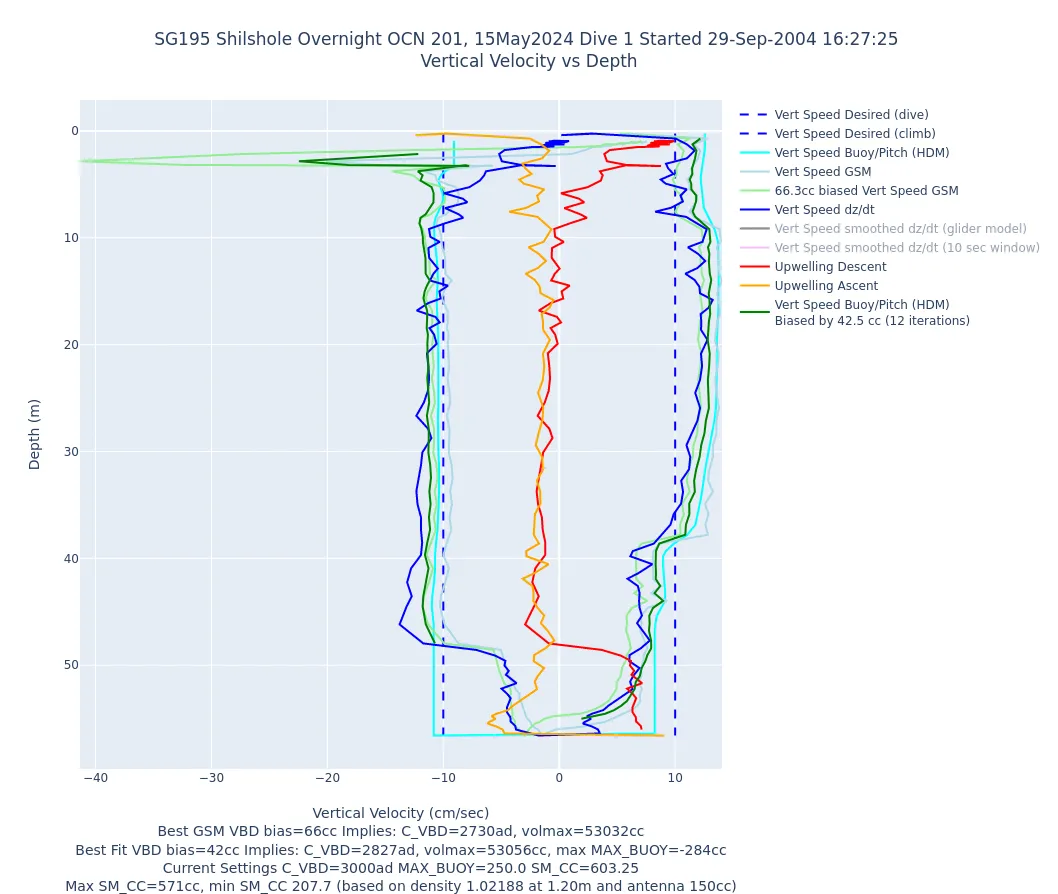 SG195 Shilshole Overnight OCN 201, 15May2024 Dive 1 Started 29-Sep-2004 16:27:25
Vertical Velocity vs Depth
Vert Speed Desired (dive)
Vert Speed Desired (climb)
Vert Speed Buoy/Pitch (HDM)
Vert Speed GSM
66.3cc biased Vert Speed GSM
Vert Speed dz/dt
Vert Speed smoothed dz/dt (glider model)
Vert Speed smoothed dz/dt (10 sec window)
Upwelling Descent
Upwelling Ascent
Vert Speed Buoy/Pitch (HDM)
Biased by 42.5 cc (12 iterations)
0
10
20
30
40
50
Depth (m)
−40 −30 −20 −10 0 10
Vertical Velocity (cm/sec)
Best GSM VBD bias=66cc Implies: C_VBD=2730ad, volmax=53032cc
Best Fit VBD bias=42cc Implies: C_VBD=2827ad, volmax=53056cc, max MAX_BUOY=-284cc
Current Settings C_VBD=3000ad MAX_BUOY=250.0 SM_CC=603.25
Max SM_CC=571cc, min SM_CC 207.7 (based on density 1.02188 at 1.20m and antenna 150cc)